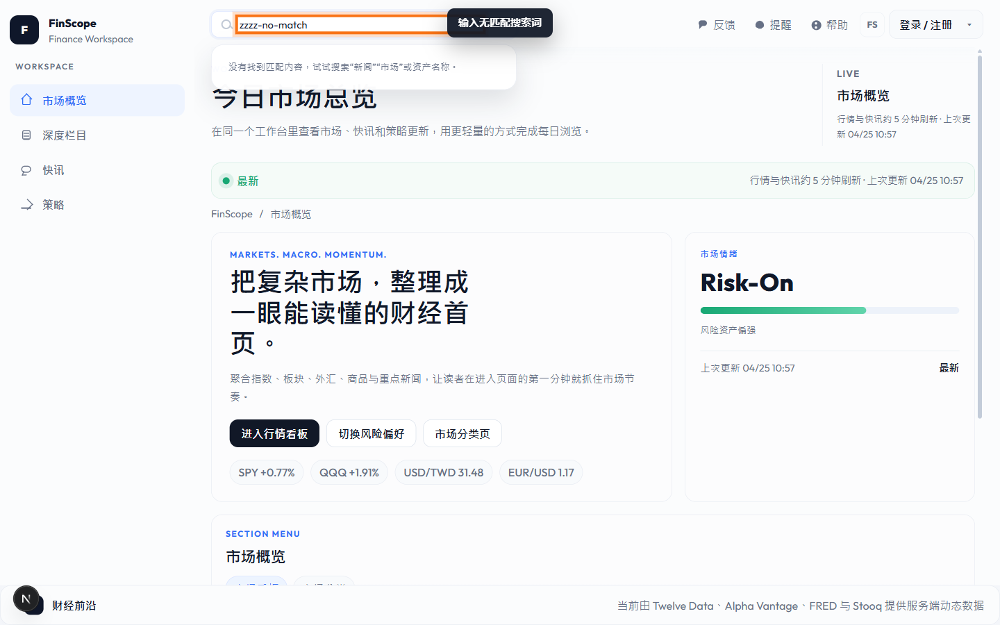 F
FinScope
Finance Workspace
zzzz-no-match
输入无匹配搜索词
反馈
提醒
帮助
FS
登录 / 注册
没有找到匹配内容，试试搜索“新闻”“市场”或资产名称。
WORKSPACE
市场概览
深度栏目
快讯
策略
今日市场总览
在同一个工作台里查看市场、快讯和策略更新，用更轻量的方式完成每日浏览。
LIVE
市场概览
行情与快讯约 5 分钟刷新 · 上次更
新 04/25 10:57
最新
行情与快讯约 5 分钟刷新 · 上次更新 04/25 10:57
FinScope / 市场概览
MARKETS. MACRO. MOMENTUM.
把复杂市场，整理成
一眼能读懂的财经首
页。
聚合指数、板块、外汇、商品与重点新闻，让读者在进入页面的第一分钟就抓住市场节
奏。
进入行情看板
切换风险偏好
市场分类页
SPY +0.77%
QQQ +1.91%
USD/TWD 31.48
EUR/USD 1.17
市场情绪
Risk-On
风险资产偏强
上次更新 04/25 10:57
最新
SECTION MENU
市场概览
N
财经前沿
当前由 Twelve Data、Alpha Vantage、FRED 与 Stooq 提供服务端动态数据